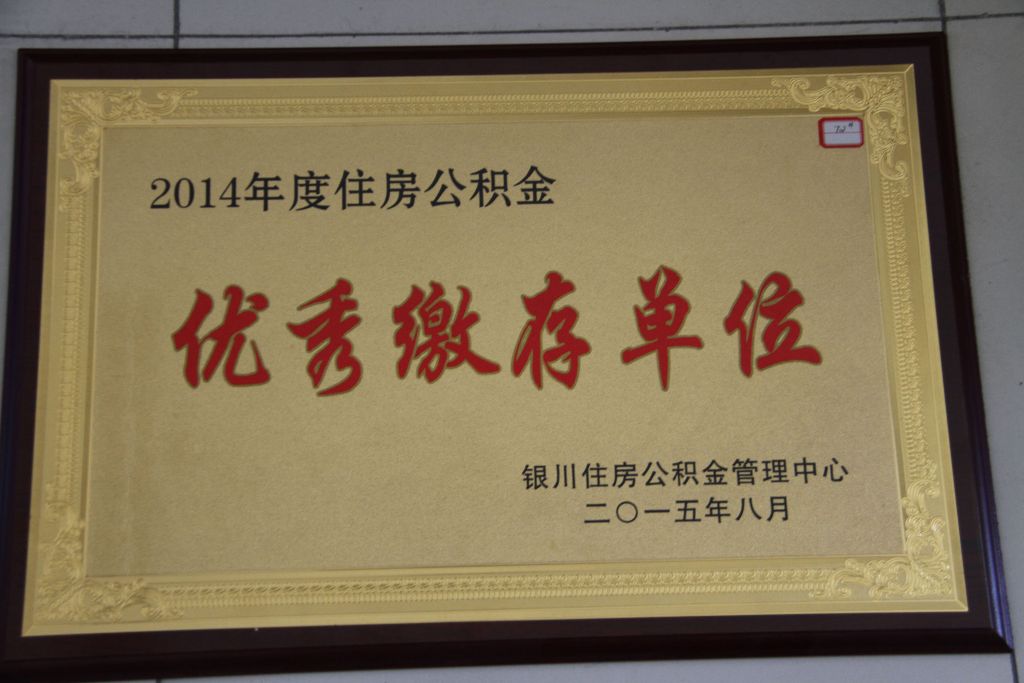 2014年度住房公积金
优秀缴存单位
银川住房公积金管理中心
二〇一五年八月